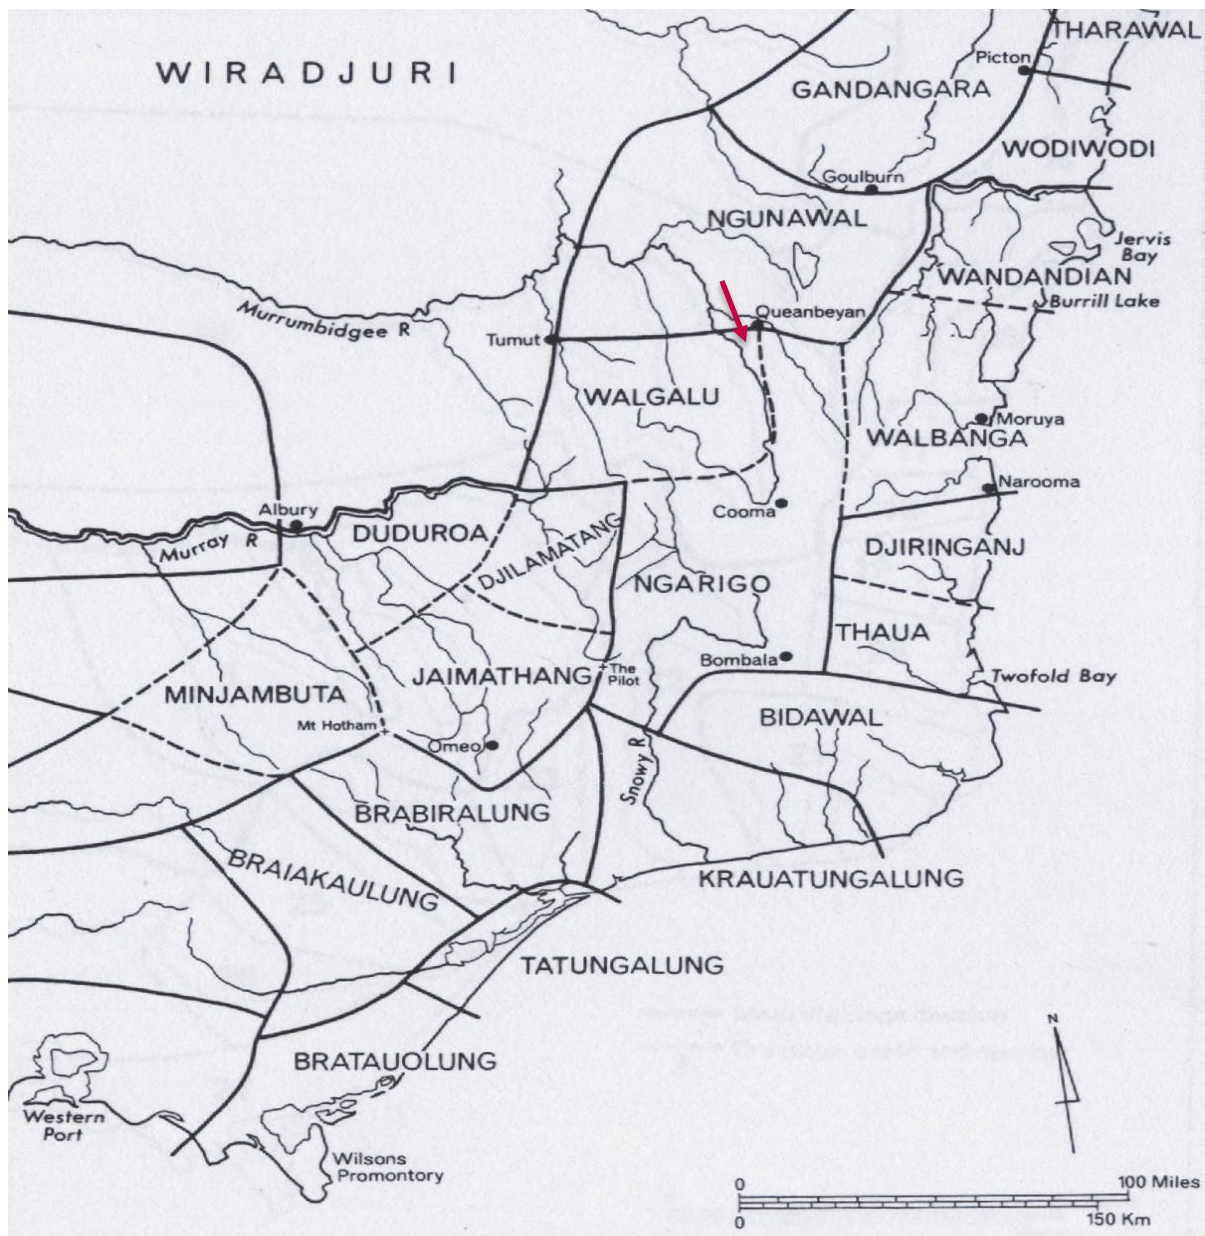 THARAWAL
Picton
WIRADJURI
GANDANGARA
WODIWODI
Goulburn
NGUNAWAL
Jervis
Bay
WANDANDIAN
Burrill Lake
Murrumbidgee R
Queanbeyan
Tumut
WALGALU
Moruya
WALBANGA
Narooma
Cooma
Albury
DUDUROA
Murray R
DJILAMATANG
DJIRINGANJ
NGARIGO
THAUA
Bombala
The
Pilot
JAIMATHANG
Twofold Bay
MINJAMBUTA
BIDAWAL
Mt Hotham
Omeo
Snowy R
BRABIRALUNG
BRAIAKAULUNG
KRAUATUNGALUNG
TATUNGALUNG
N
BRATAUOLUNG
Western
Port
Wilsons
Promontory
0 100 Miles
0 150 Km